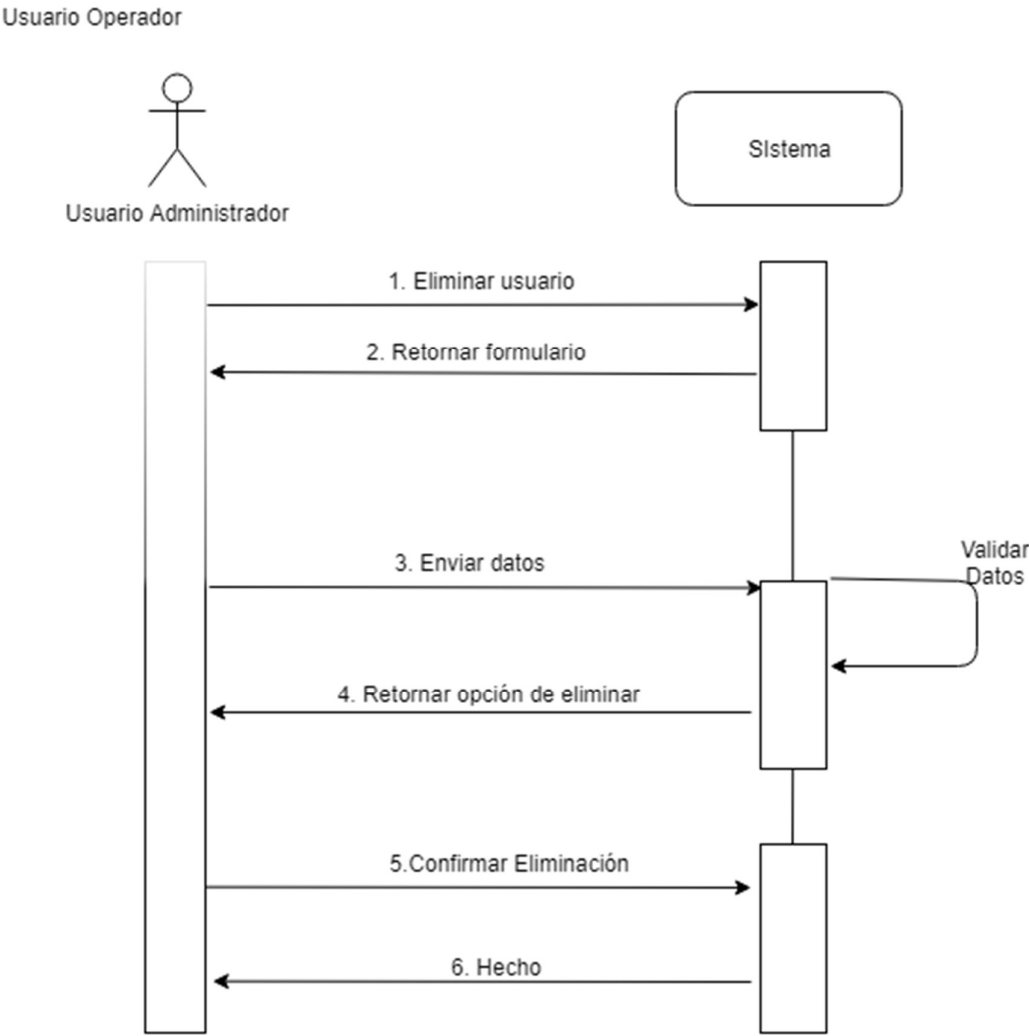 Usuario Operador
SIstema
Usuario Administrador
1. Eliminar usuario
2. Retornar formulario
Validar
Datos
3. Enviar datos
4. Retornar opción de eliminar
5.Confirmar Eliminación
6. Hecho